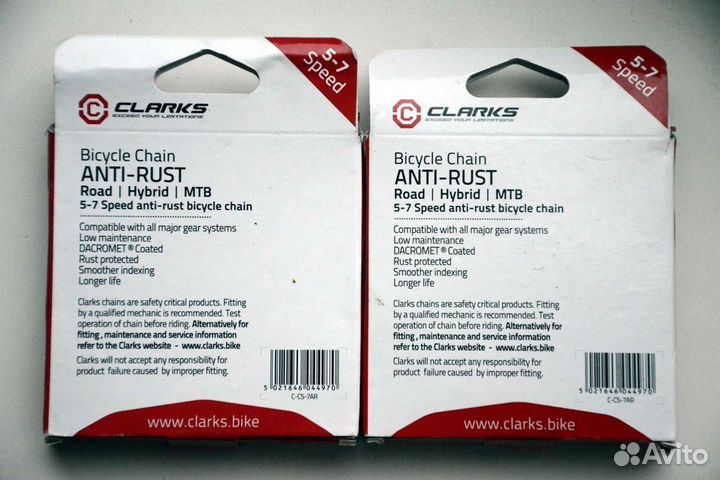 5-7
Speed
CLARKS
EXCEED YOUR LIMITATIONS
Bicycle Chain
ANTI-RUST
Road | Hybrid | MTB
5-7 Speed anti-rust bicycle chain
Compatible with all major gear systems
Low maintenance
DACROMET® Coated
Rust protected
Smoother indexing
Longer life
Clarks chains are safety critical products. Fitting
by a qualified mechanic is recommended. Test
operation of chain before riding. Alternatively for
fitting , maintenance and service information
refer to the Clarks website - www.clarks.bike
Clarks will not accept any responsibility for
product failure caused by improper fitting.
5 021646 044970
C-C5-7AR
www.clarks.bike
5-7
Speed
CLARKS
EXCEED YOUR LIMITATIONS
Bicycle Chain
ANTI-RUST
Road | Hybrid | MTB
5-7 Speed anti-rust bicycle chain
Compatible with all major gear systems
Low maintenance
DACROMET® Coated
Rust protected
Smoother indexing
Longer life
Clarks chains are safety critical products. Fitting
by a qualified mechanic is recommended. Test
operation of chain before riding. Alternatively for
fitting , maintenance and service information
refer to the Clarks website - www.clarks.bike
Clarks will not accept any responsibility for
product failure caused by improper fitting.
5 021646 044970
C-C5-7AR
www.clarks.bike
Avito